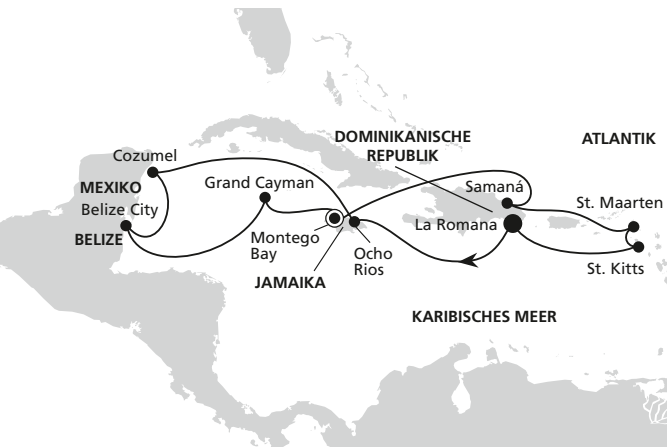 DOMINIKANISCHE
REPUBLIK
ATLANTIK
Cozumel
MEXIKO
Grand Cayman
Samaná
St. Maarten
Belize City
BELIZE
La Romana
Montego
Bay
Ocho
Rios
St. Kitts
JAMAIKA
KARIBISCHES MEER